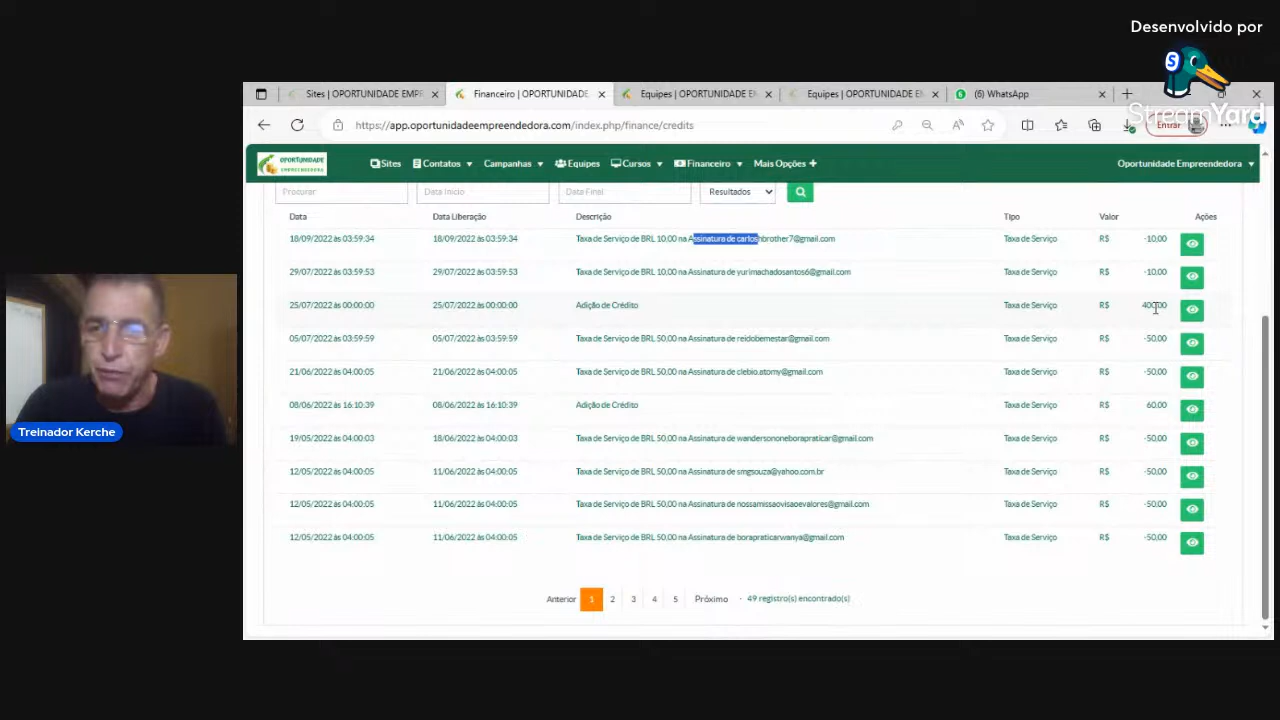 Desenvolvido por
StreamYard
Sites | OPORTUNIDADE EMPR
Financeiro | OPORTUNIDADE
Equipes | OPORTUNIDADE EM
Equipes | OPORTUNIDADE EM
(6) WhatsApp
https://app.oportunidadeempreendedora.com/index.php/finance/credits
Entrar
OPORTUNIDADE
EMPREENDEDORA
Sites
Contatos
Campanhas
Equipes
Cursos
Financeiro
Mais Opções
Oportunidade Empreendedora
Procurar
Data Inicio
Data Final
Resultados
Data Data Liberação Descrição Tipo Valor Ações
18/09/2022 às 03:59:34 18/09/2022 às 03:59:34 Taxa de Serviço de BRL 10,00 na Assinatura de carloshbrother7@gmail.com Taxa de Serviço R$ -10,00
29/07/2022 às 03:59:53 29/07/2022 às 03:59:53 Taxa de Serviço de BRL 10,00 na Assinatura de yurimachadosantos6@gmail.com Taxa de Serviço R$ -10,00
25/07/2022 às 00:00:00 25/07/2022 às 00:00:00 Adição de Crédito Taxa de Serviço R$ 400,00
05/07/2022 às 03:59:59 05/07/2022 às 03:59:59 Taxa de Serviço de BRL 50,00 na Assinatura de reidobemestar@gmail.com Taxa de Serviço R$ -50,00
21/06/2022 às 04:00:05 21/06/2022 às 04:00:05 Taxa de Serviço de BRL 50,00 na Assinatura de clebio.atomy@gmail.com Taxa de Serviço R$ -50,00
08/06/2022 às 16:10:39 08/06/2022 às 16:10:39 Adição de Crédito Taxa de Serviço R$ 60,00
19/05/2022 às 04:00:03 18/06/2022 às 04:00:03 Taxa de Serviço de BRL 50,00 na Assinatura de wandersononeborapraticar@gmail.com Taxa de Serviço R$ -50,00
12/05/2022 às 04:00:05 11/06/2022 às 04:00:05 Taxa de Serviço de BRL 50,00 na Assinatura de smgsouza@yahoo.com.br Taxa de Serviço R$ -50,00
12/05/2022 às 04:00:05 11/06/2022 às 04:00:05 Taxa de Serviço de BRL 50,00 na Assinatura de nossamissaovisaoevalores@gmail.com Taxa de Serviço R$ -50,00
12/05/2022 às 04:00:05 11/06/2022 às 04:00:05 Taxa de Serviço de BRL 50,00 na Assinatura de borapraticarwanya@gmail.com Taxa de Serviço R$ -50,00
Anterior 1 2 3 4 5 Próximo · 49 registro(s) encontrado(s)
Treinador Kerche